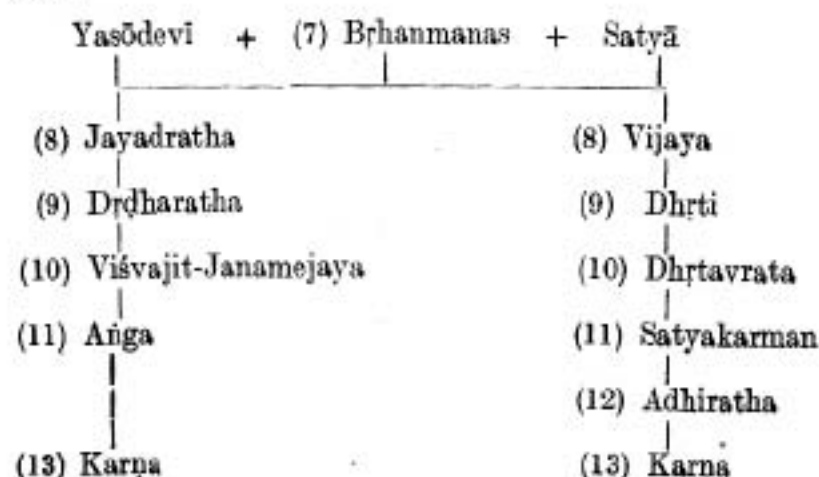 Yasōdevī + (7) Bṛhanmanas + Satyā
(8) Jayadratha (8) Vijaya
(9) Dṛḍharatha (9) Dhṛti
(10) Viśvajit-Janamejaya (10) Dhṛtavrata
(11) Aṅga (11) Satyakarman
(12) Adhiratha
(13) Karṇa (13) Karṇa